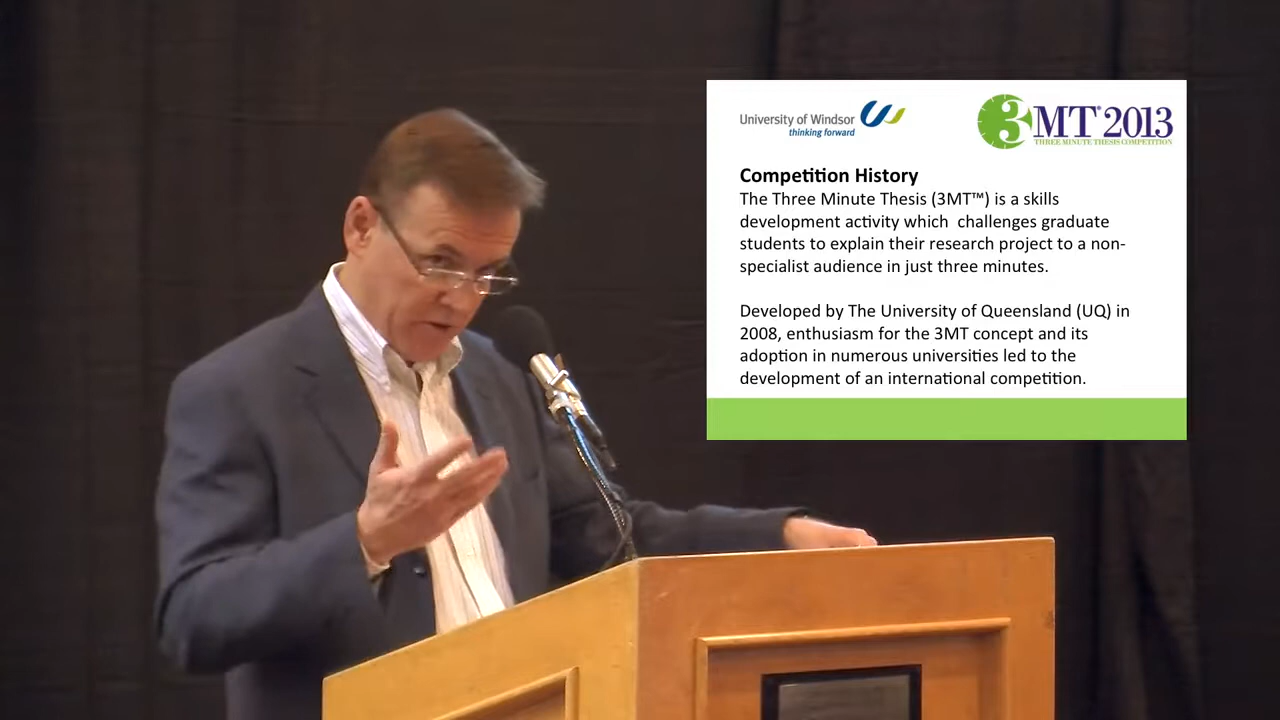 University of Windsor
thinking forward
3MT® 2013
THREE MINUTE THESIS COMPETITION
Competition History
The Three Minute Thesis (3MT™) is a skills
development activity which  challenges graduate
students to explain their research project to a non-
specialist audience in just three minutes.
Developed by The University of Queensland (UQ) in
2008, enthusiasm for the 3MT concept and its
adoption in numerous universities led to the
development of an international competition.